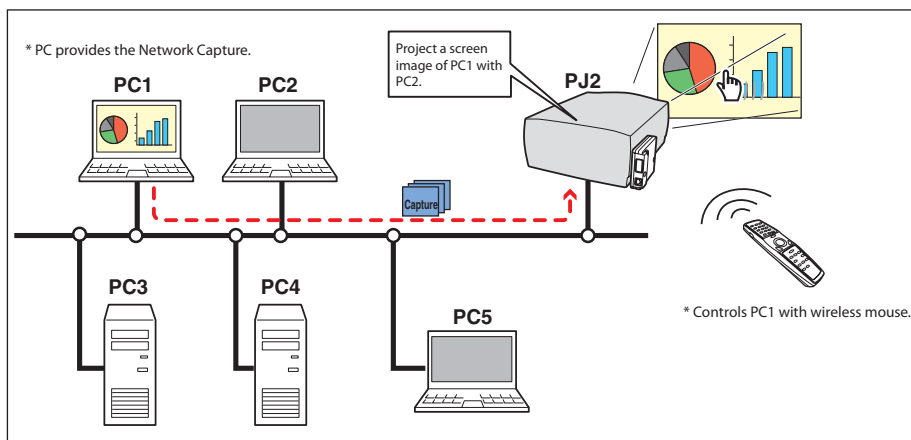 * PC provides the Network Capture.
Project a screen
image of PC1 with
PC2.
PC1
PC2
PJ2
Capture
PC3
PC4
PC5
* Controls PC1 with wireless mouse.